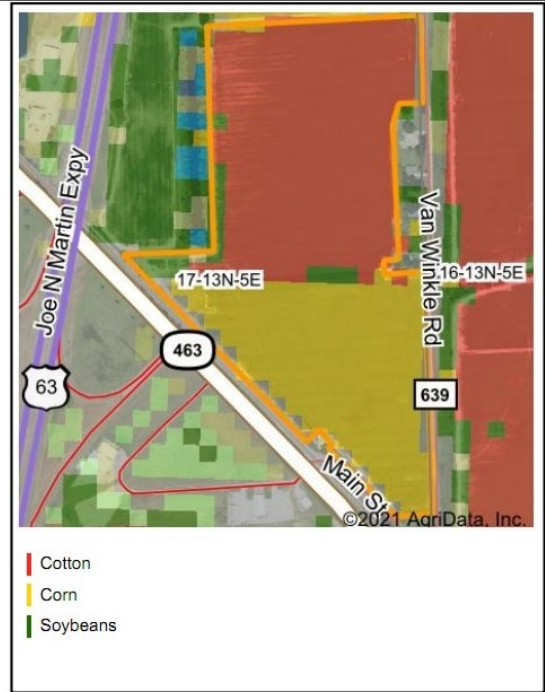 Joe N Martin Expy
Van Winkle Rd
17-13N-5E
16-13N-5E
463
63
639
Main St
©2021 AgriData, Inc.
Cotton
Corn
Soybeans